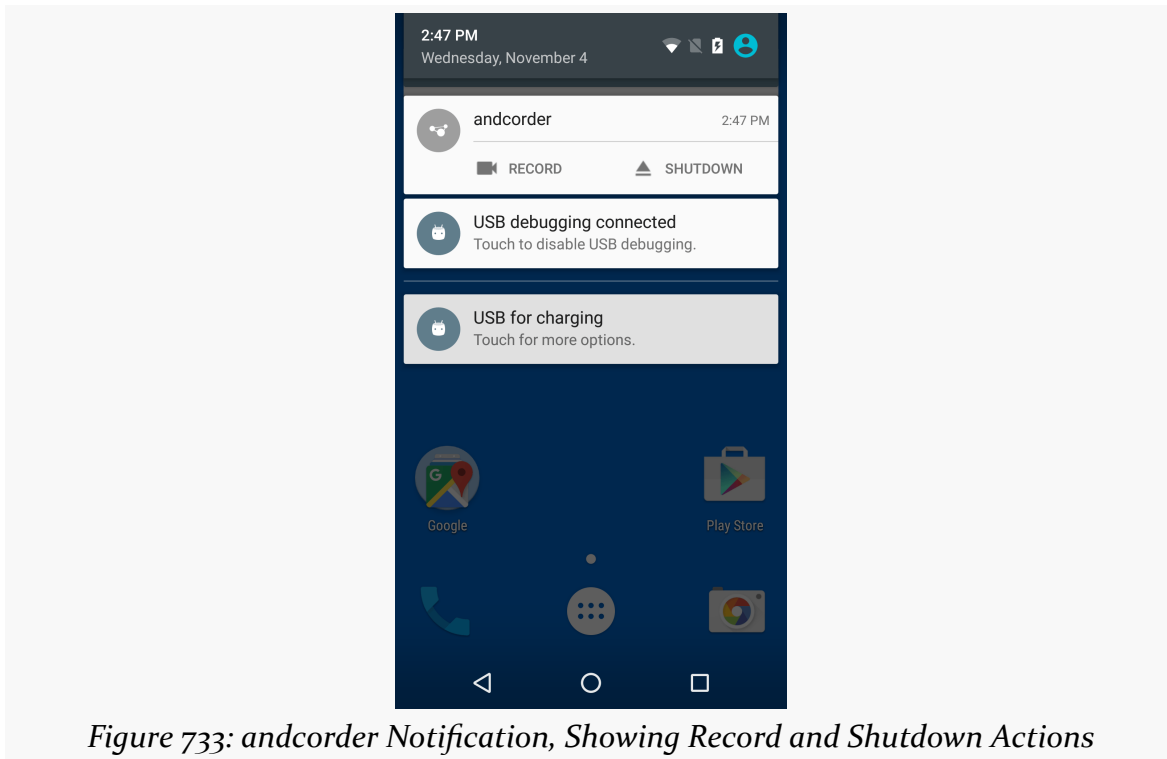 2:47 PM
Wednesday, November 4
andcorder 2:47 PM
RECORD SHUTDOWN
USB debugging connected
Touch to disable USB debugging.
USB for charging
Touch for more options.
G
Google Play Store
Figure 733: andcorder Notification, Showing Record and Shutdown Actions